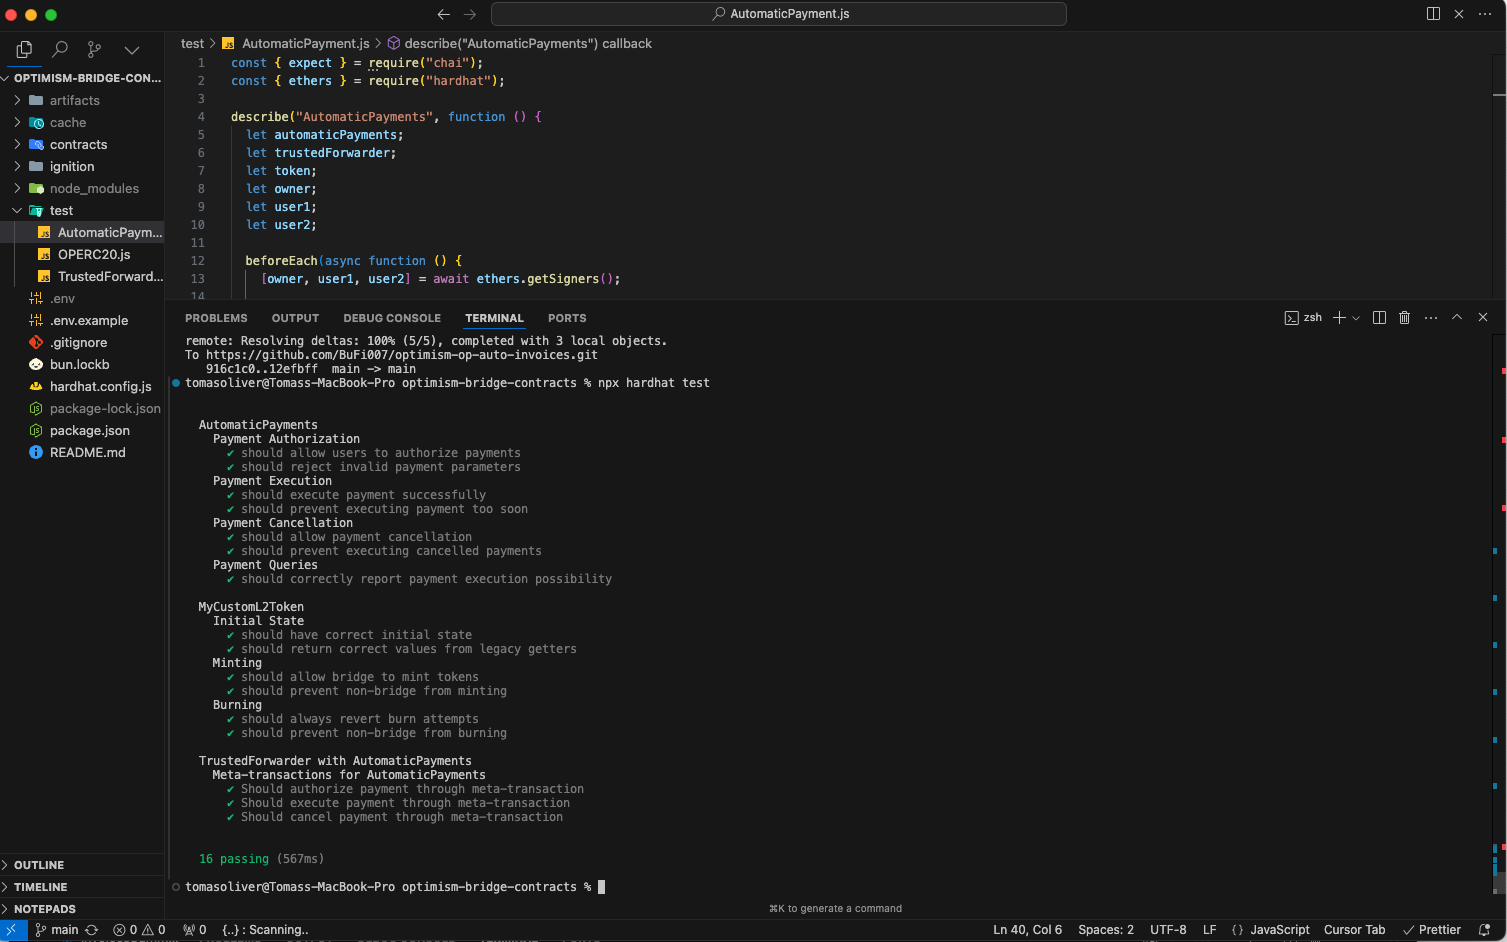 AutomaticPayment.js
test > AutomaticPayment.js > describe("AutomaticPayments") callback
OPTIMISM-BRIDGE-CON...
artifacts
cache
contracts
ignition
node_modules
test
AutomaticPaym...
OPERC20.js
TrustedForward...
.env
.env.example
.gitignore
bun.lockb
hardhat.config.js
package-lock.json
package.json
README.md
OUTLINE
TIMELINE
NOTEPADS
1 const { expect } = require("chai");
2 const { ethers } = require("hardhat");
3
4 describe("AutomaticPayments", function () {
5 let automaticPayments;
6 let trustedForwarder;
7 let token;
8 let owner;
9 let user1;
10 let user2;
11
12 beforeEach(async function () {
13 [owner, user1, user2] = await ethers.getSigners();
14
PROBLEMS OUTPUT DEBUG CONSOLE TERMINAL PORTS zsh
remote: Resolving deltas: 100% (5/5), completed with 3 local objects.
To https://github.com/BuFi007/optimism-op-auto-invoices.git
916c1c0..12efbff main -> main
tomasoliver@Tomass-MacBook-Pro optimism-bridge-contracts % npx hardhat test
AutomaticPayments
Payment Authorization
✔ should allow users to authorize payments
✔ should reject invalid payment parameters
Payment Execution
✔ should execute payment successfully
✔ should prevent executing payment too soon
Payment Cancellation
✔ should allow payment cancellation
✔ should prevent executing cancelled payments
Payment Queries
✔ should correctly report payment execution possibility
MyCustomL2Token
Initial State
✔ should have correct initial state
✔ should return correct values from legacy getters
Minting
✔ should allow bridge to mint tokens
✔ should prevent non-bridge from minting
Burning
✔ should always revert burn attempts
✔ should prevent non-bridge from burning
TrustedForwarder with AutomaticPayments
Meta-transactions for AutomaticPayments
✔ Should authorize payment through meta-transaction
✔ Should execute payment through meta-transaction
✔ Should cancel payment through meta-transaction
16 passing (567ms)
tomasoliver@Tomass-MacBook-Pro optimism-bridge-contracts %
⌘K to generate a command
main 0 0 0 {..} : Scanning.. Ln 40, Col 6 Spaces: 2 UTF-8 LF {} JavaScript Cursor Tab ✓ Prettier